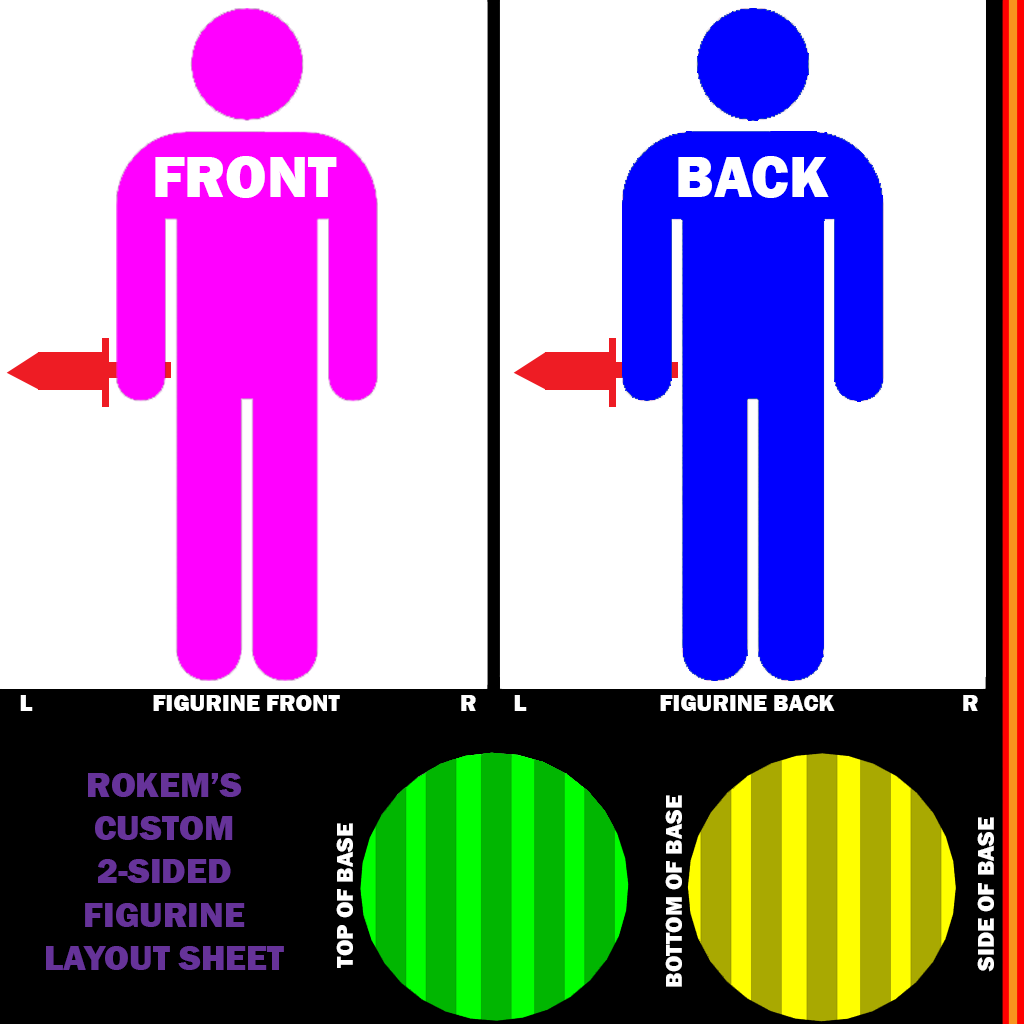 FRONT
BACK
L
FIGURINE FRONT
R
L
FIGURINE BACK
R
ROKEM'S
CUSTOM
2-SIDED
FIGURINE
LAYOUT SHEET
TOP OF BASE
BOTTOM OF BASE
SIDE OF BASE